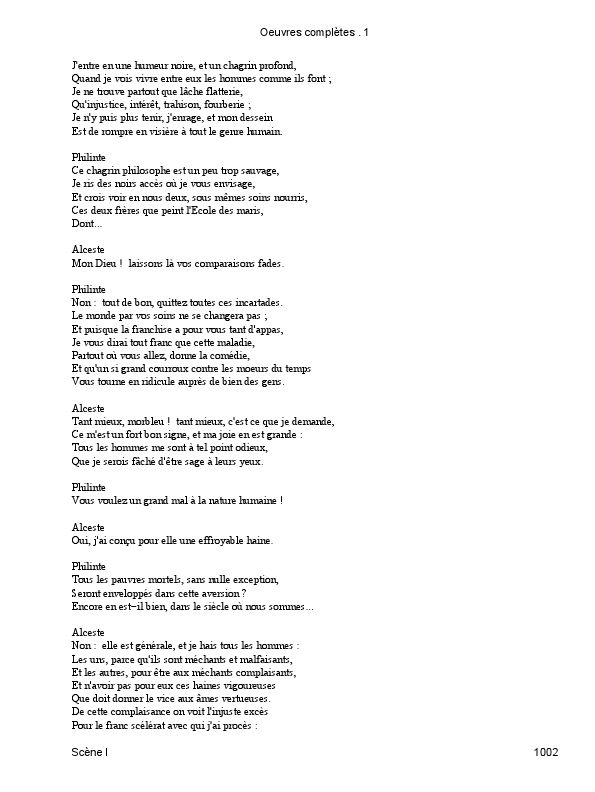 Oeuvres complètes . 1
J'entre en une humeur noire, et un chagrin profond,
Quand je vois vivre entre eux les hommes comme ils font ;
Je ne trouve partout que lâche flatterie,
Qu'injustice, intérêt, trahison, fourberie ;
Je n'y puis plus tenir, j'enrage, et mon dessein
Est de rompre en visière à tout le genre humain.
Philinte
Ce chagrin philosophe est un peu trop sauvage,
Je ris des noirs accès où je vous envisage,
Et crois voir en nous deux, sous mêmes soins nourris,
Ces deux frères que peint l'Ecole des maris,
Dont...
Alceste
Mon Dieu !  laissons là vos comparaisons fades.
Philinte
Non :  tout de bon, quittez toutes ces incartades.
Le monde par vos soins ne se changera pas ;
Et puisque la franchise a pour vous tant d'appas,
Je vous dirai tout franc que cette maladie,
Partout où vous allez, donne la comédie,
Et qu'un si grand courroux contre les moeurs du temps
Vous tourne en ridicule auprès de bien des gens.
Alceste
Tant mieux, morbleu !  tant mieux, c'est ce que je demande,
Ce m'est un fort bon signe, et ma joie en est grande :
Tous les hommes me sont à tel point odieux,
Que je serois fâché d'être sage à leurs yeux.
Philinte
Vous voulez un grand mal à la nature humaine !
Alceste
Oui, j'ai conçu pour elle une effroyable haine.
Philinte
Tous les pauvres mortels, sans nulle exception,
Seront enveloppés dans cette aversion ?
Encore en est−il bien, dans le siècle où nous sommes...
Alceste
Non :  elle est générale, et je hais tous les hommes :
Les uns, parce qu'ils sont méchants et malfaisants,
Et les autres, pour être aux méchants complaisants,
Et n'avoir pas pour eux ces haines vigoureuses
Que doit donner le vice aux âmes vertueuses.
De cette complaisance on voit l'injuste excès
Pour le franc scélérat avec qui j'ai procès :
Scène I
1002